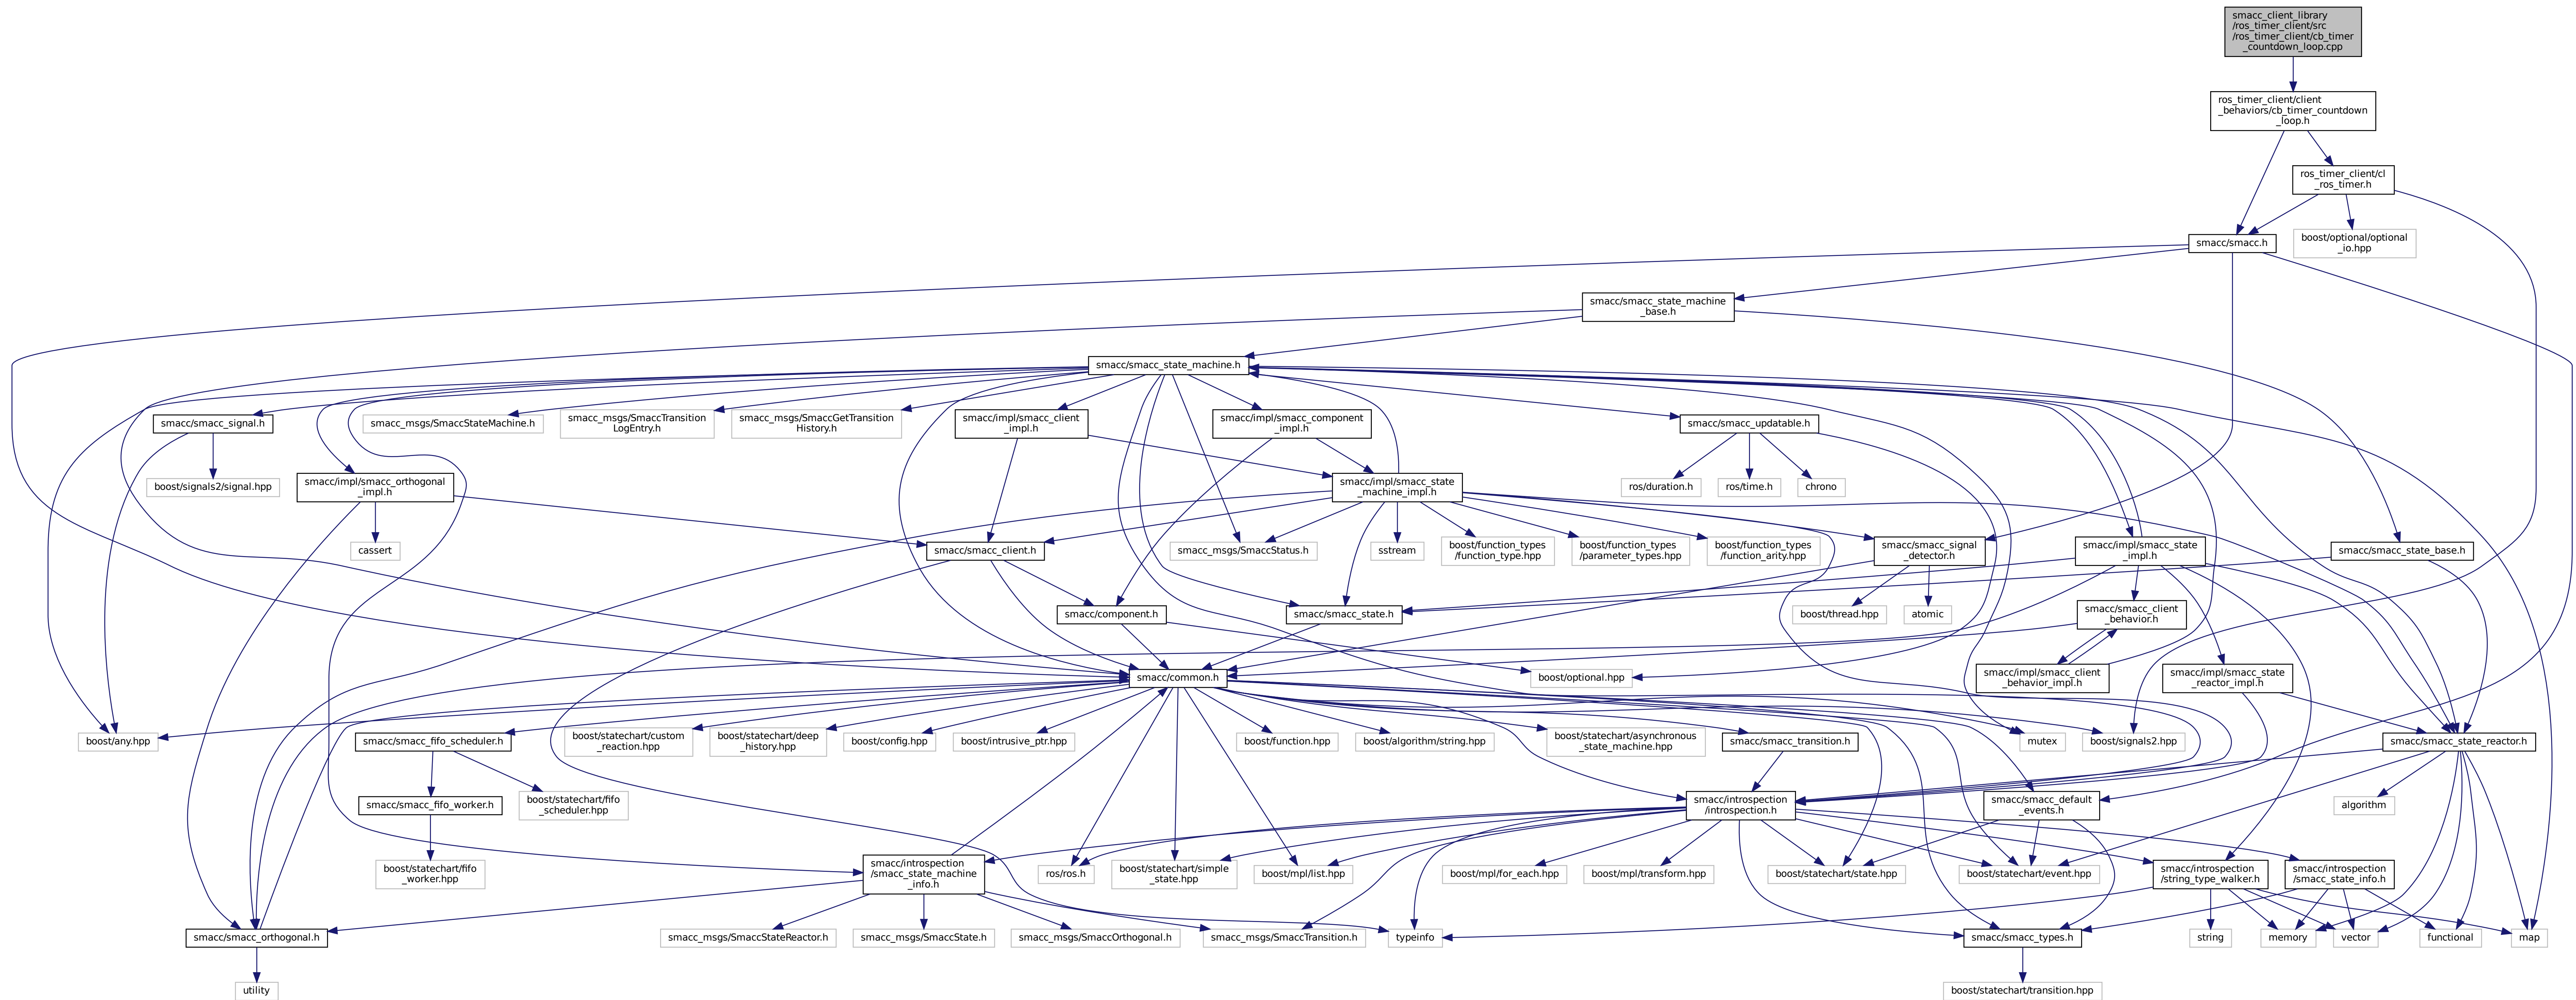 smacc_client_library
/ros_timer_client/src
/ros_timer_client/cb_timer
_countdown_loop.cpp
ros_timer_client/client
_behaviors/cb_timer_countdown
_loop.h
ros_timer_client/cl
_ros_timer.h
smacc/smacc.h
boost/optional/optional
_io.hpp
smacc/smacc_state_machine
_base.h
smacc/smacc_state_machine.h
smacc/smacc_signal.h
smacc_msgs/SmaccStateMachine.h
smacc_msgs/SmaccTransition
LogEntry.h
smacc_msgs/SmaccGetTransition
History.h
smacc/impl/smacc_client
_impl.h
smacc/impl/smacc_component
_impl.h
smacc/smacc_updatable.h
boost/signals2/signal.hpp
smacc/impl/smacc_orthogonal
_impl.h
smacc/impl/smacc_state
_machine_impl.h
ros/duration.h
ros/time.h
chrono
cassert
smacc/smacc_client.h
smacc_msgs/SmaccStatus.h
sstream
boost/function_types
/function_type.hpp
boost/function_types
/parameter_types.hpp
boost/function_types
/function_arity.hpp
smacc/smacc_signal
_detector.h
smacc/impl/smacc_state
_impl.h
smacc/smacc_state_base.h
smacc/component.h
smacc/smacc_state.h
boost/thread.hpp
atomic
smacc/smacc_client
_behavior.h
smacc/common.h
boost/optional.hpp
smacc/impl/smacc_client
_behavior_impl.h
smacc/impl/smacc_state
_reactor_impl.h
boost/any.hpp
smacc/smacc_fifo_scheduler.h
boost/statechart/custom
_reaction.hpp
boost/statechart/deep
_history.hpp
boost/config.hpp
boost/intrusive_ptr.hpp
boost/function.hpp
boost/algorithm/string.hpp
boost/statechart/asynchronous
_state_machine.hpp
smacc/smacc_transition.h
mutex
boost/signals2.hpp
smacc/smacc_state_reactor.h
smacc/smacc_fifo_worker.h
boost/statechart/fifo
_scheduler.hpp
smacc/introspection
/introspection.h
smacc/smacc_default
_events.h
algorithm
boost/statechart/fifo
_worker.hpp
smacc/introspection
/smacc_state_machine
_info.h
ros/ros.h
boost/statechart/simple
_state.hpp
boost/mpl/list.hpp
boost/mpl/for_each.hpp
boost/mpl/transform.hpp
boost/statechart/state.hpp
boost/statechart/event.hpp
smacc/introspection
/string_type_walker.h
smacc/introspection
/smacc_state_info.h
smacc/smacc_orthogonal.h
smacc_msgs/SmaccStateReactor.h
smacc_msgs/SmaccState.h
smacc_msgs/SmaccOrthogonal.h
smacc_msgs/SmaccTransition.h
typeinfo
smacc/smacc_types.h
string
memory
vector
functional
map
utility
boost/statechart/transition.hpp